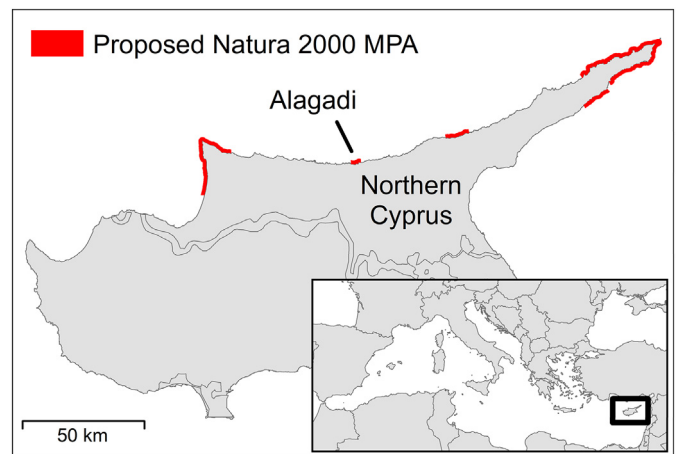 Proposed Natura 2000 MPA
Alagadi
Northern
Cyprus
50 km